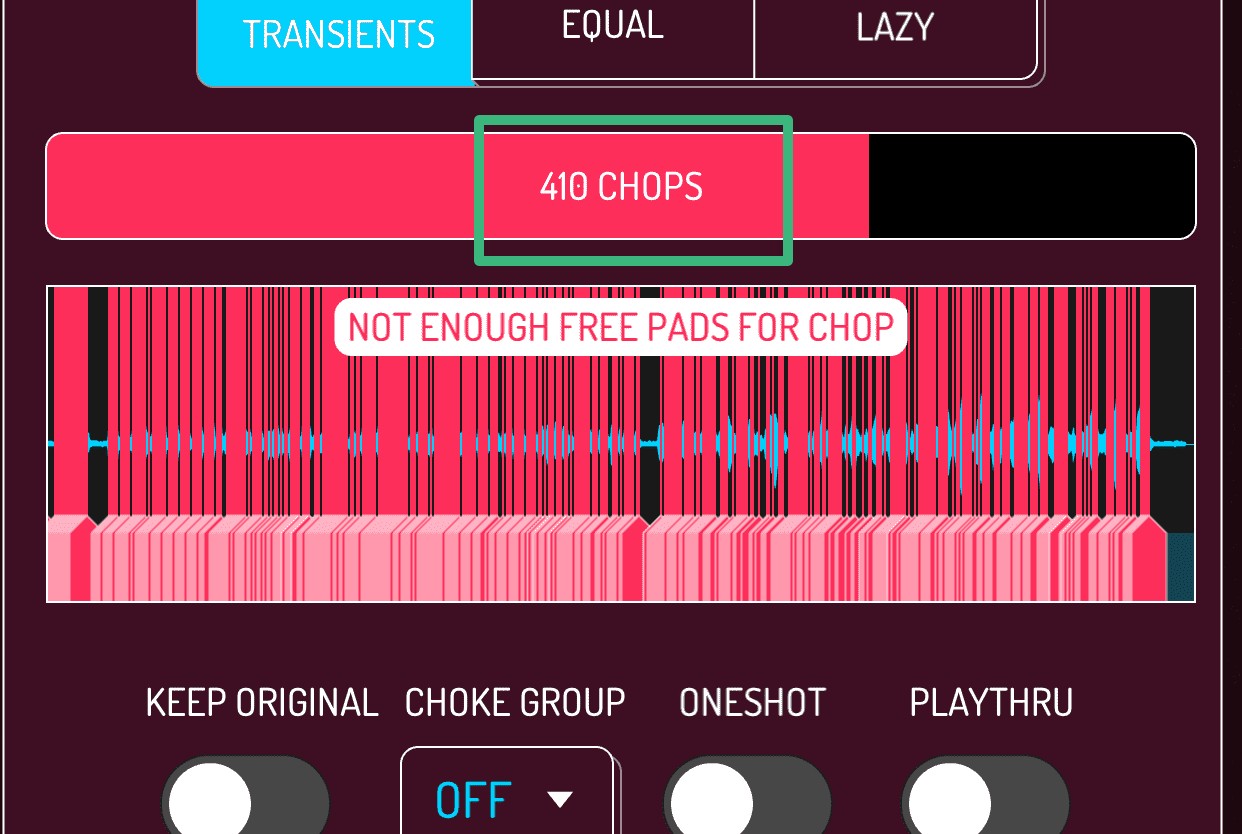 TRANSIENTS EQUAL LAZY
410 CHOPS
NOT ENOUGH FREE PADS FOR CHOP
KEEP ORIGINAL CHOKE GROUP ONESHOT PLAYTHRU
OFF